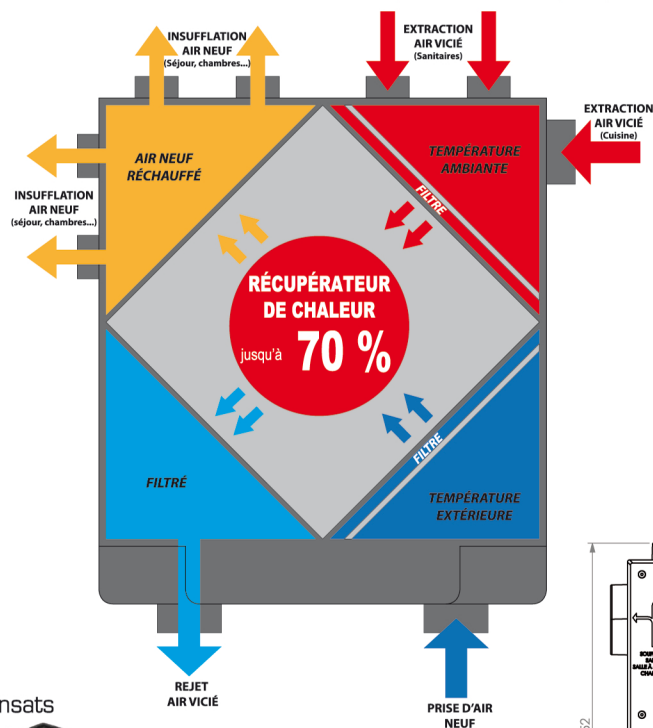 INSUFFLATION
AIR NEUF
(Séjour, chambres...)
EXTRACTION
AIR VICIÉ
(Sanitaires)
EXTRACTION
AIR VICIÉ
(Cuisine)
AIR NEUF
RÉCHAUFFÉ
TEMPÉRATURE
AMBIANTE
FILTRE
INSUFFLATION
AIR NEUF
(séjour, chambres...)
RÉCUPÉRATEUR
DE CHALEUR
jusqu'à 70 %
FILTRE
FILTRÉ
TEMPÉRATURE
EXTÉRIEURE
REJET
AIR VICIÉ
PRISE D'AIR
NEUF
nsats